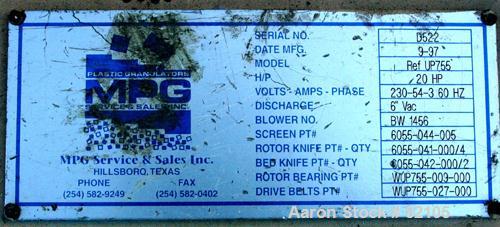 PLASTIC GRANULATORS
MPG
SERVICE & SALES INC.
MPG Service & Sales Inc.
HILLSBORO, TEXAS
PHONE FAX
(254) 582-9249 (254) 582-0402
SERIAL NO. D522
DATE MFG. 9-97
MODEL Ref UP755
H/P 20 HP
VOLTS - AMPS - PHASE 230-54-3 60 HZ
DISCHARGE 6" Vac
BLOWER NO. BW 1456
SCREEN PT# 6055-044-005
ROTOR KNIFE PT# - QTY 6055-041-000/4
BED KNIFE PT# - QTY 6055-042-000/2
ROTOR BEARING PT# WUP755-009-000
DRIVE BELTS PT# WUP755-027-000
Aaron Stock # 92105